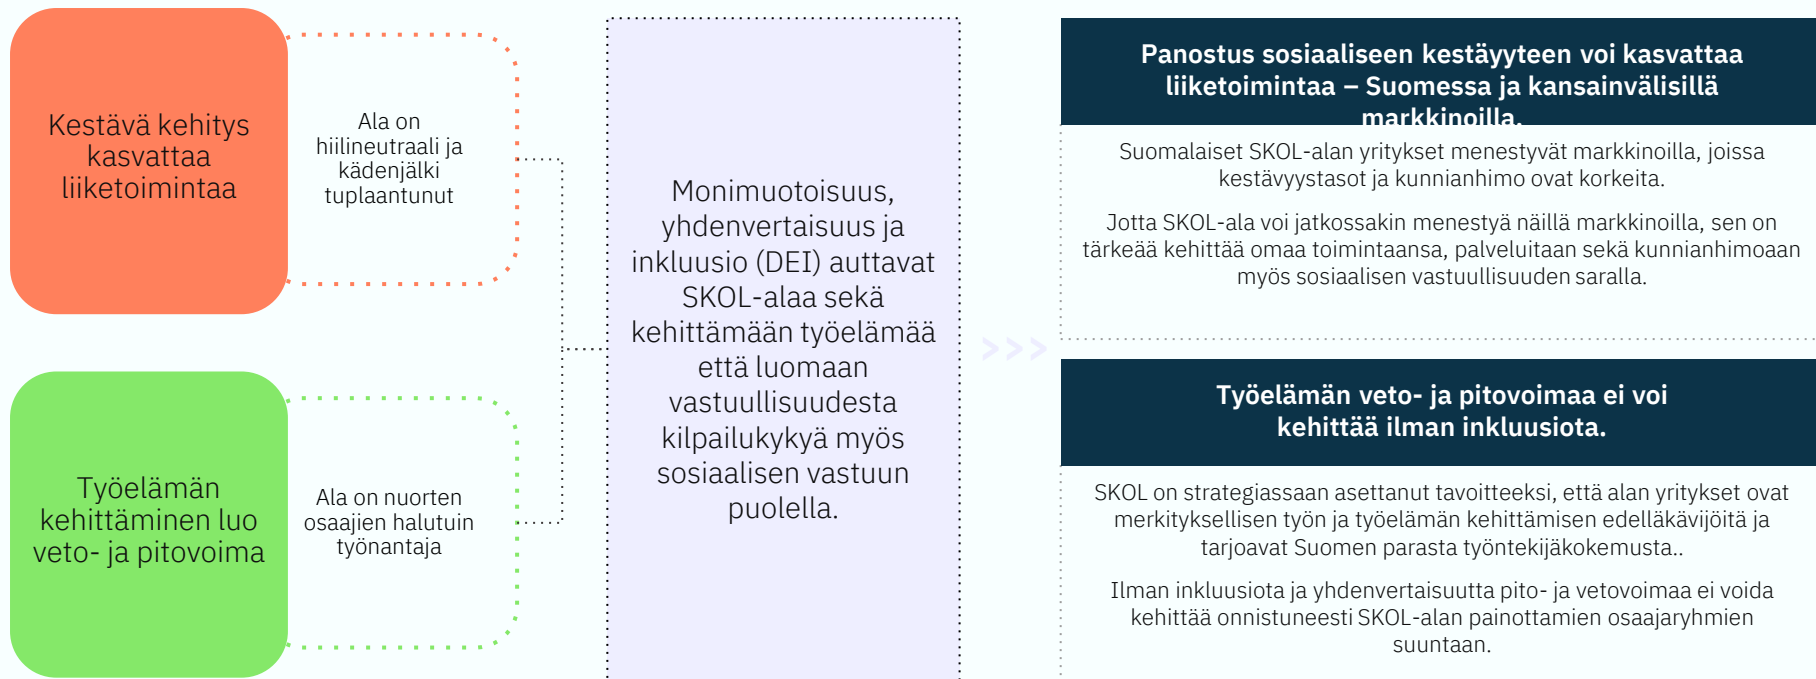 Kestävä kehitys
kasvattaa
liiketoimintaa
Ala on
hiilineutraali ja
kädenjälki
tuplaantunut
Työelämän
kehittäminen luo
veto- ja pitovoima
Ala on nuorten
osaajien halutuin
työnantaja
Monimuotoisuus,
yhdenvertaisuus ja
inkluusio (DEI) auttavat
SKOL-alaa sekä
kehittämään työelämää
että luomaan
vastuullisuudesta
kilpailukykyä myös
sosiaalisen vastuun
puolella.
>>>
Panostus sosiaaliseen kestäyyteen voi kasvattaa
liiketoimintaa – Suomessa ja kansainvälisillä
markkinoilla.
Suomalaiset SKOL-alan yritykset menestyvät markkinoilla, joissa
kestävyystasot ja kunnianhimo ovat korkeita.
Jotta SKOL-ala voi jatkossakin menestyä näillä markkinoilla, sen on
tärkeää kehittää omaa toimintaansa, palveluitaan sekä kunnianhimoaan
myös sosiaalisen vastuullisuuden saralla.
Työelämän veto- ja pitovoimaa ei voi
kehittää ilman inkluusiota.
SKOL on strategiassaan asettanut tavoitteeksi, että alan yritykset ovat
merkityksellisen työn ja työelämän kehittämisen edelläkävijöitä ja
tarjoavat Suomen parasta työntekijäkokemusta..
Ilman inkluusiota ja yhdenvertaisuutta pito- ja vetovoimaa ei voida
kehittää onnistuneesti SKOL-alan painottamien osaajaryhmien
suuntaan.